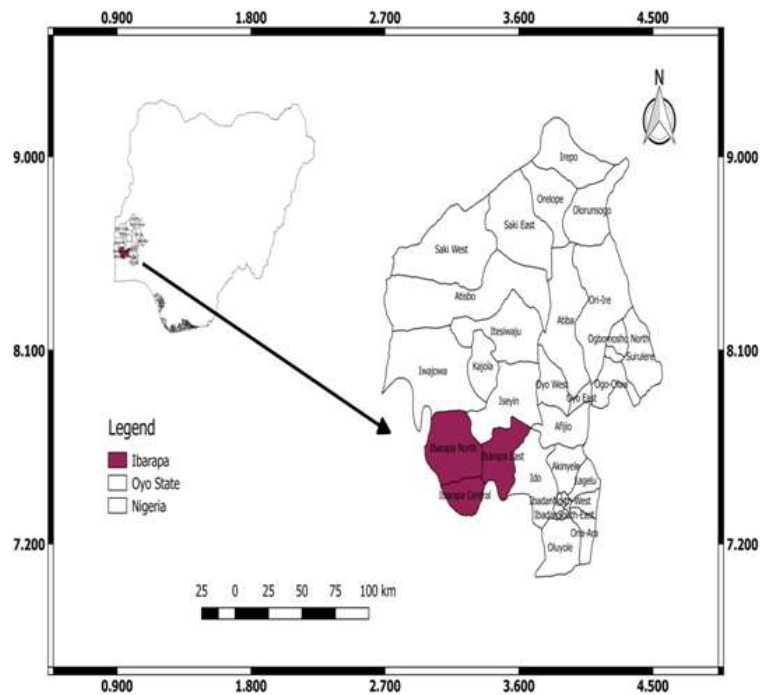 0.900 1.800 2.700 3.600 4.500
N
9.000 9.000
Irepo
Orelope
Olorunsogo
Saki East
Saki West
Atisbo
Ori-Ire
Atiba
Itesiwaju
8.100 8.100
Ogbomosho North
Surulere
Kajola
Iwajowa
Oyo West
Ogo-Oluw
Oyo East
Iseyin
Afijio
Legend
Ibarapa
Oyo State
Nigeria
Ibarapa North
Ibarapa East
Akinyele
Ido
Lagelu
Ibarapa Central
Ona-Ara
7.200 7.200
Oluyole
25 0 25 50 75 100 km
0.900 1.800 2.700 3.600 4.500